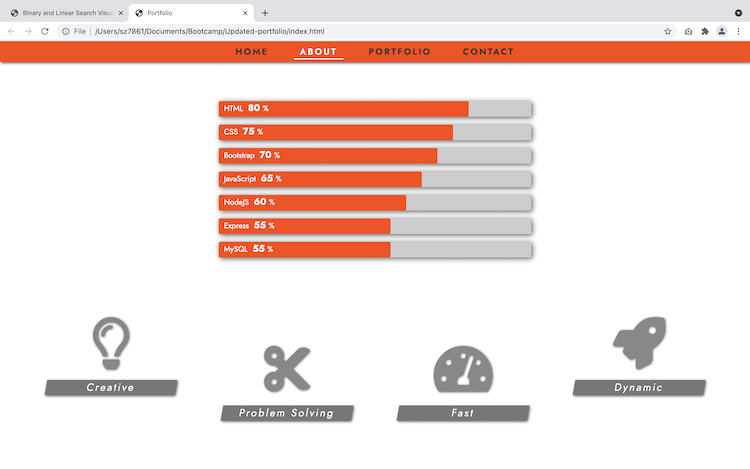 Binary and Linear Search Visua
Portfolio
File | /Users/sz7861/Documents/Bootcamp/Updated-portfolio/index.html
HOME ABOUT PORTFOLIO CONTACT
HTML 80 %
CSS 75 %
Bootstrap 70 %
JavaScript 65 %
NodejS 60 %
Express 55 %
MySQL 55 %
Creative
Problem Solving
Fast
Dynamic